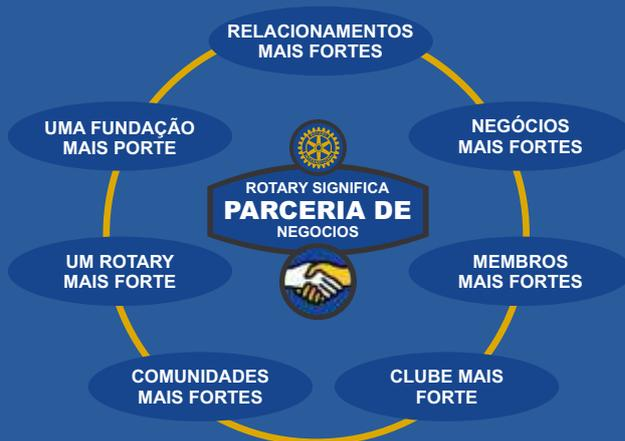 RELACIONAMENTOS
MAIS FORTES
UMA FUNDAÇÃO
MAIS PORTE
NEGÓCIOS
MAIS FORTES
ROTARY SIGNIFICA
PARCERIA DE
NEGOCIOS
UM ROTARY
MAIS FORTE
MEMBROS
MAIS FORTES
COMUNIDADES
MAIS FORTES
CLUBE MAIS
FORTE